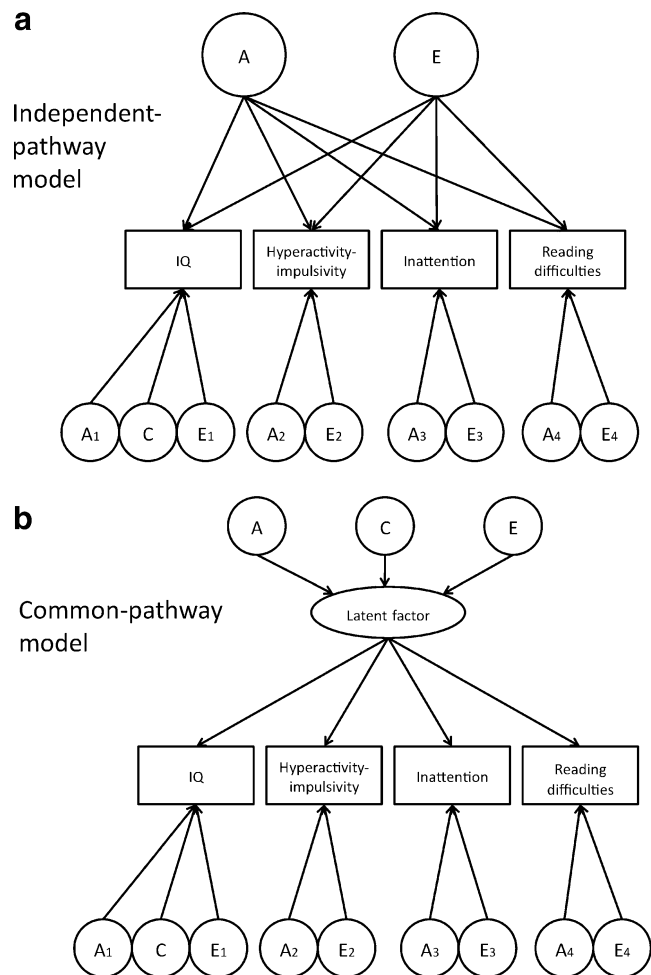 a
A
E
Independent-
pathway
model
IQ
Hyperactivity-
impulsivity
Inattention
Reading
difficulties
A1
C
E1
A2
E2
A3
E3
A4
E4
b
A
C
E
Common-pathway
model
Latent factor
IQ
Hyperactivity-
impulsivity
Inattention
Reading
difficulties
A1
C
E1
A2
E2
A3
E3
A4
E4